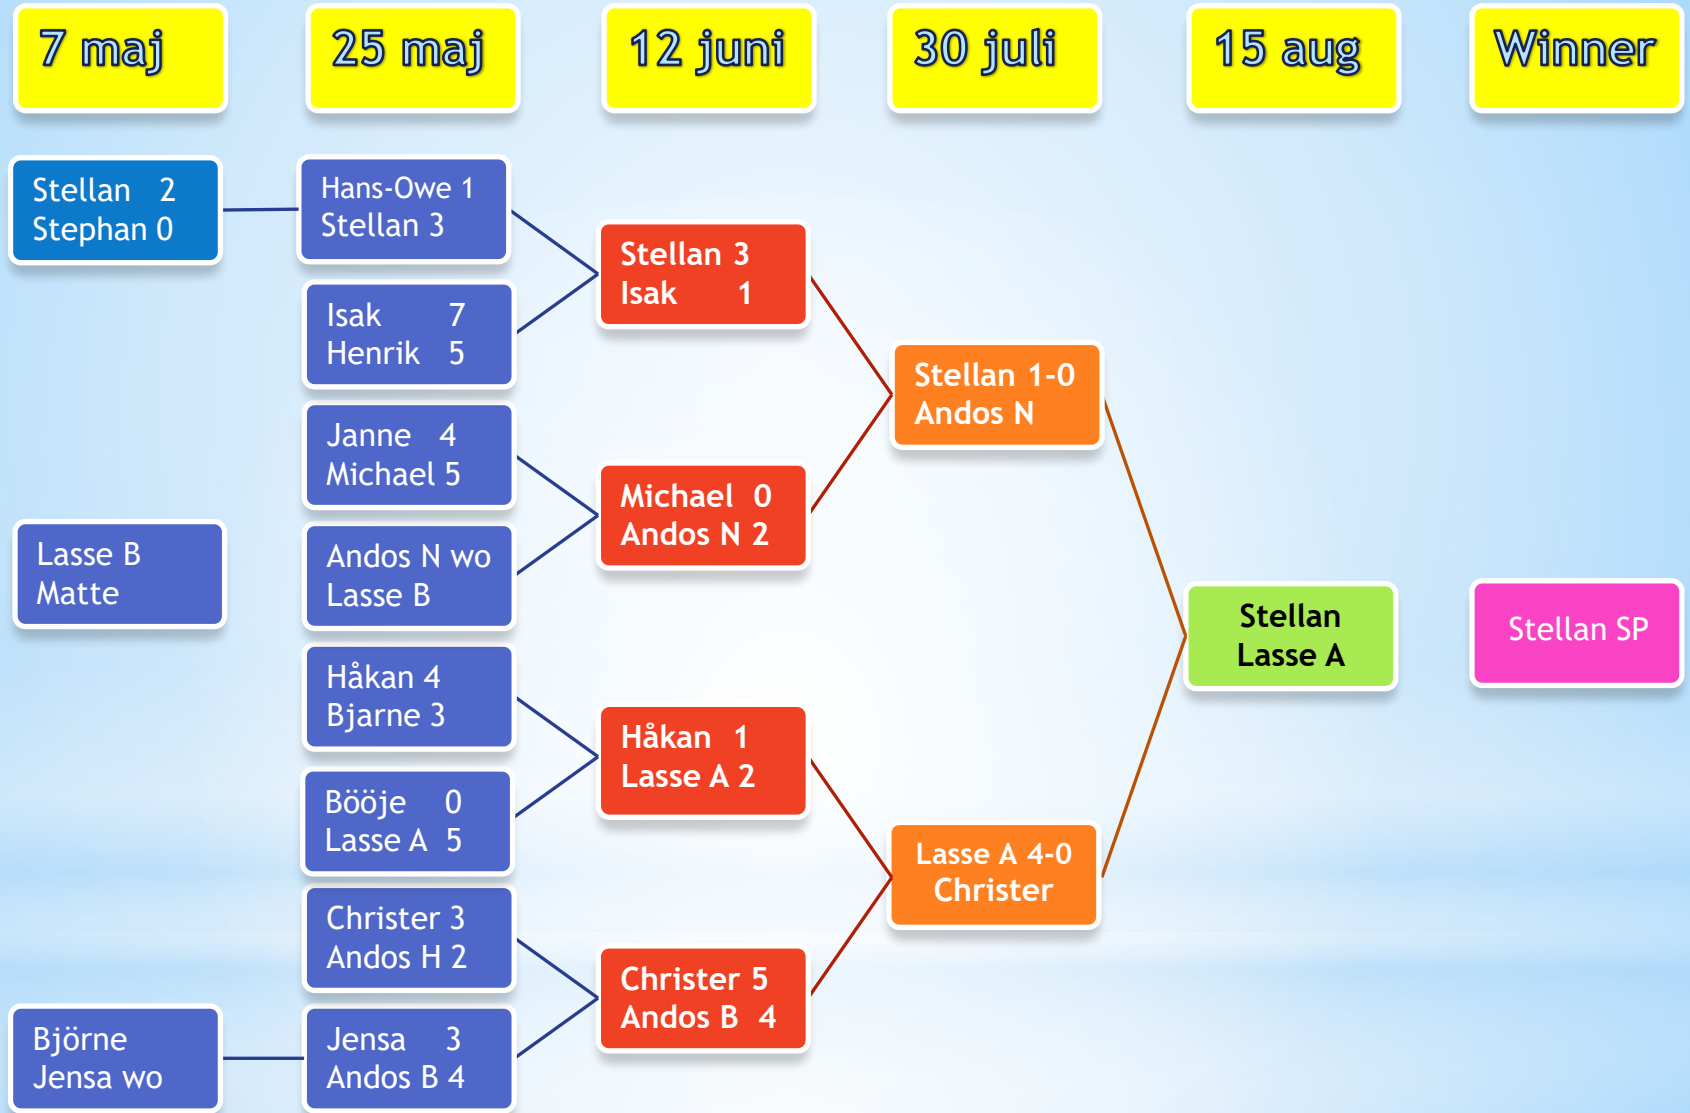 7 maj
25 maj
12 juni
30 juli
15 aug
Winner
Stellan 2
Stephan 0
Lasse B
Matte
Björne
Jensa wo
Hans-Owe 1
Stellan 3
Isak 7
Henrik 5
Janne 4
Michael 5
Andos N wo
Lasse B
Håkan 4
Bjarne 3
Bööje 0
Lasse A 5
Christer 3
Andos H 2
Jensa 3
Andos B 4
Stellan 3
Isak 1
Michael 0
Andos N 2
Håkan 1
Lasse A 2
Christer 5
Andos B 4
Stellan 1-0
Andos N
Lasse A 4-0
Christer
Stellan
Lasse A
Stellan SP